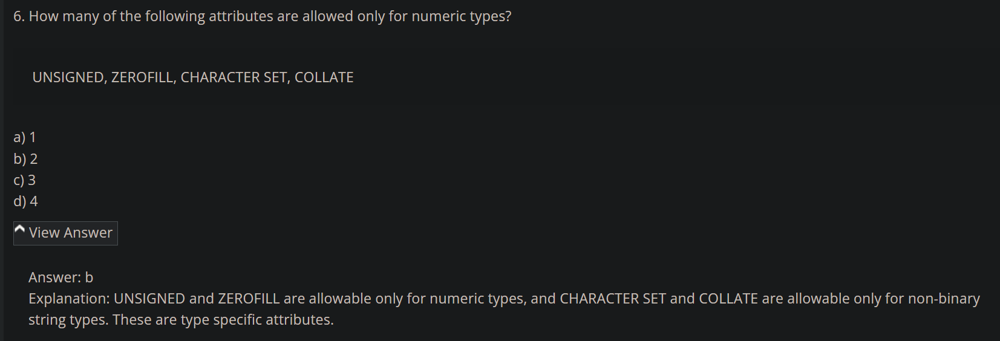 6. How many of the following attributes are allowed only for numeric types?
UNSIGNED, ZEROFILL, CHARACTER SET, COLLATE
a) 1
b) 2
c) 3
d) 4
View Answer
Answer: b
Explanation: UNSIGNED and ZEROFILL are allowable only for numeric types, and CHARACTER SET and COLLATE are allowable only for non-binary
string types. These are type specific attributes.